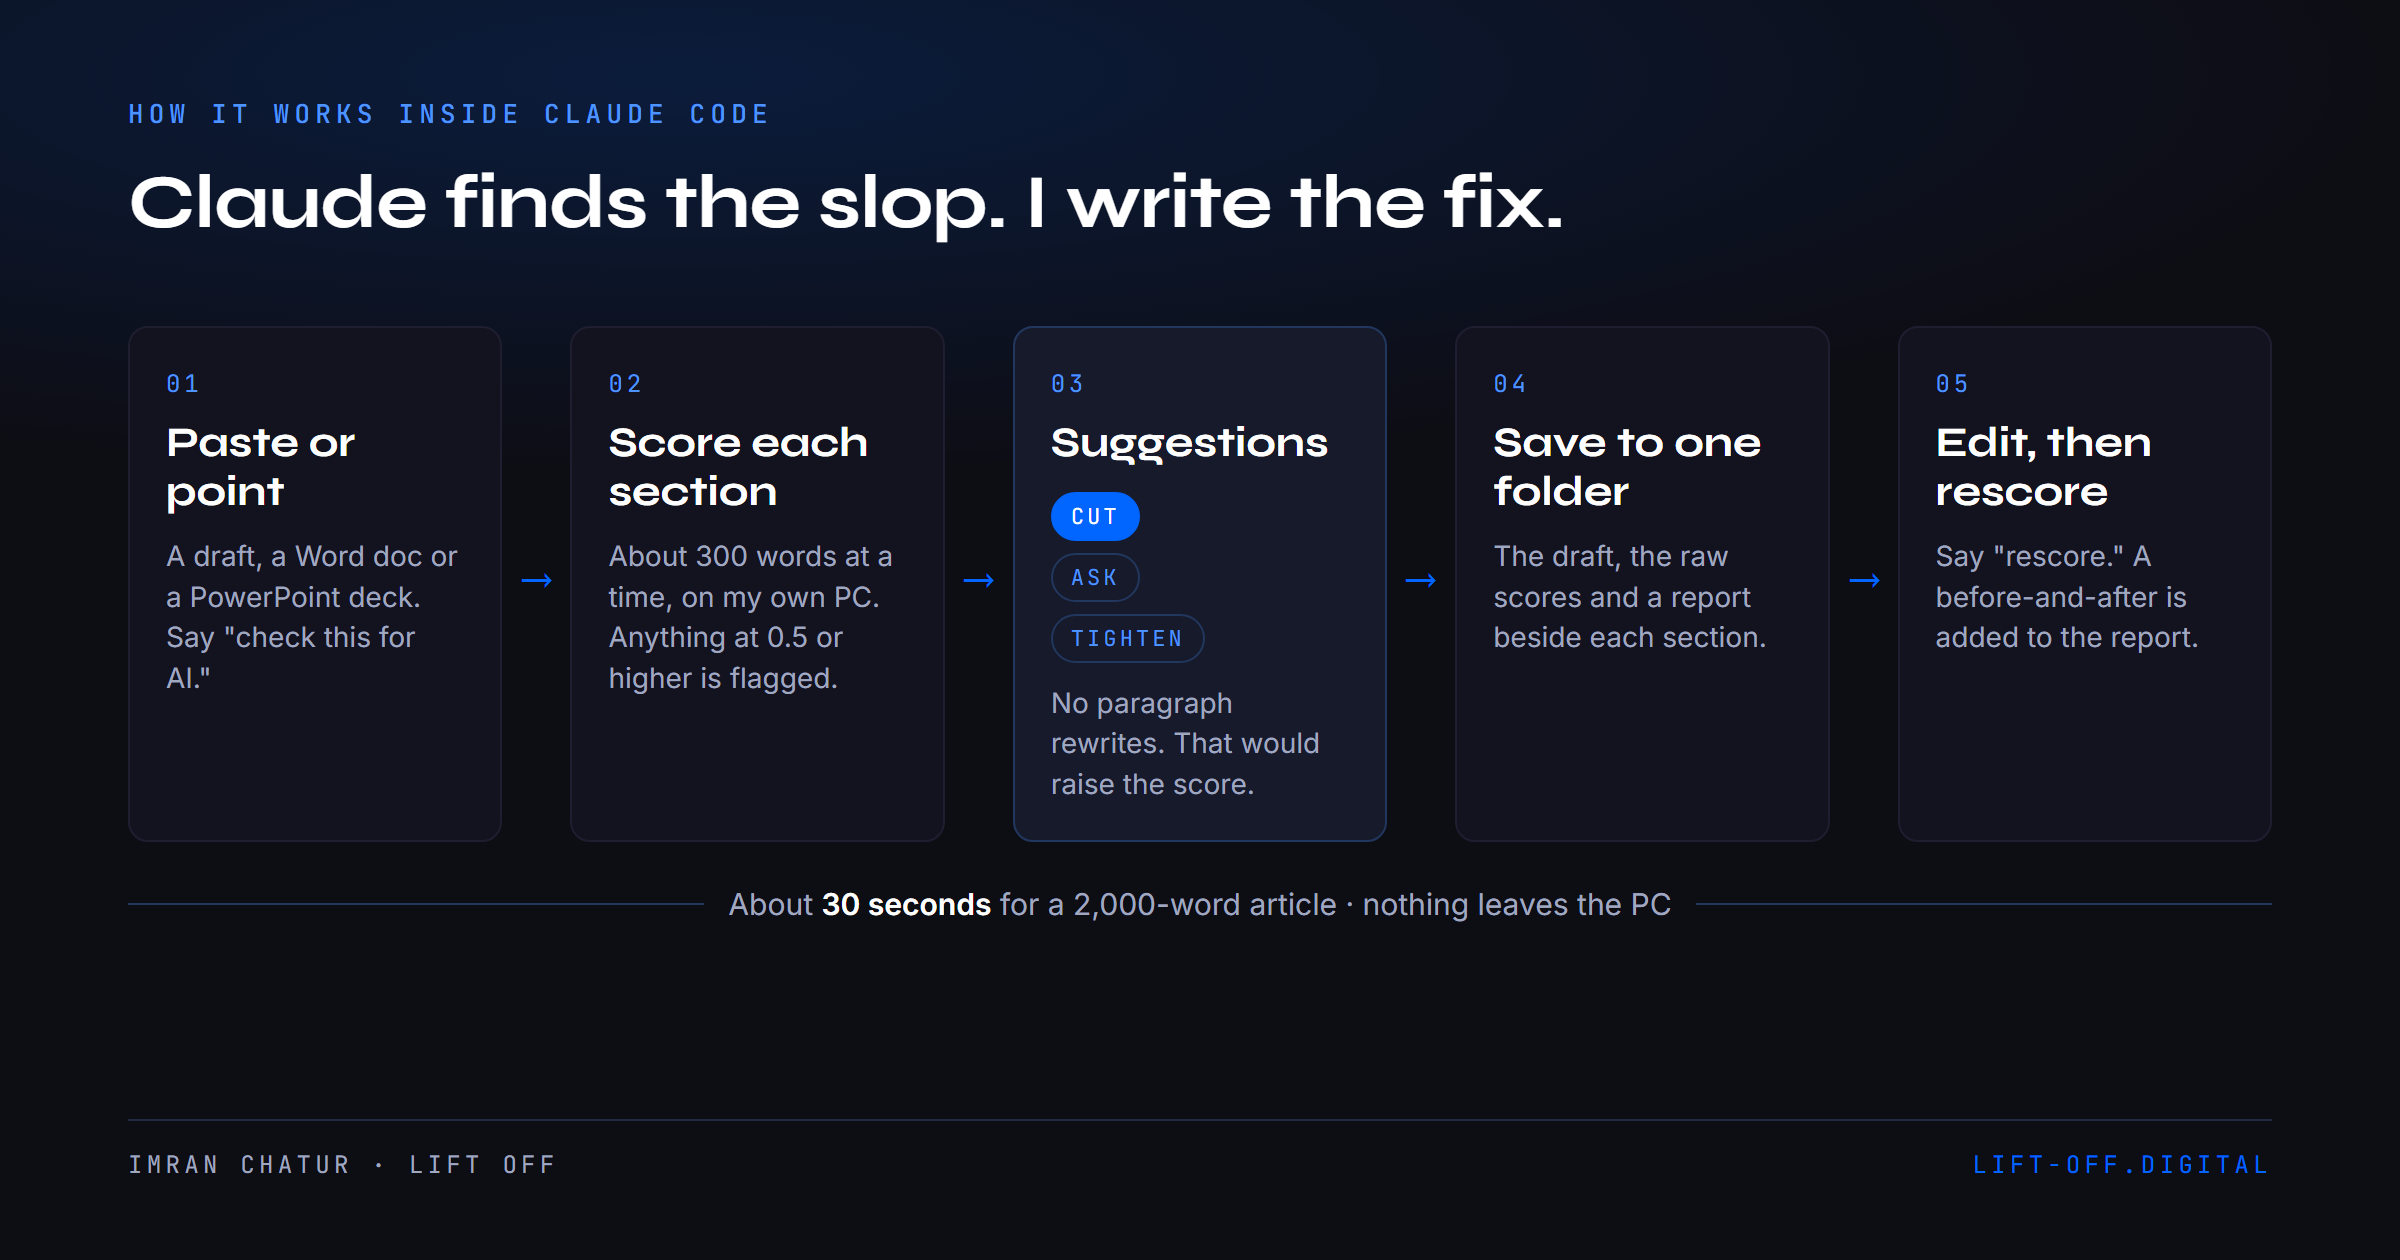 HOW IT WORKS INSIDE CLAUDE CODE
Claude finds the slop. I write the fix.
01
Paste or
point
A draft, a Word doc or
a PowerPoint deck.
Say "check this for
AI."
→
02
Score each
section
About 300 words at a
time, on my own PC.
Anything at 0.5 or
higher is flagged.
→
03
Suggestions
CUT
ASK
TIGHTEN
No paragraph
rewrites. That would
raise the score.
→
04
Save to one
folder
The draft, the raw
scores and a report
beside each section.
→
05
Edit, then
rescore
Say "rescore." A
before-and-after is
added to the report.
About 30 seconds for a 2,000-word article · nothing leaves the PC
IMRAN CHATUR · LIFT OFF
LIFT-OFF.DIGITAL